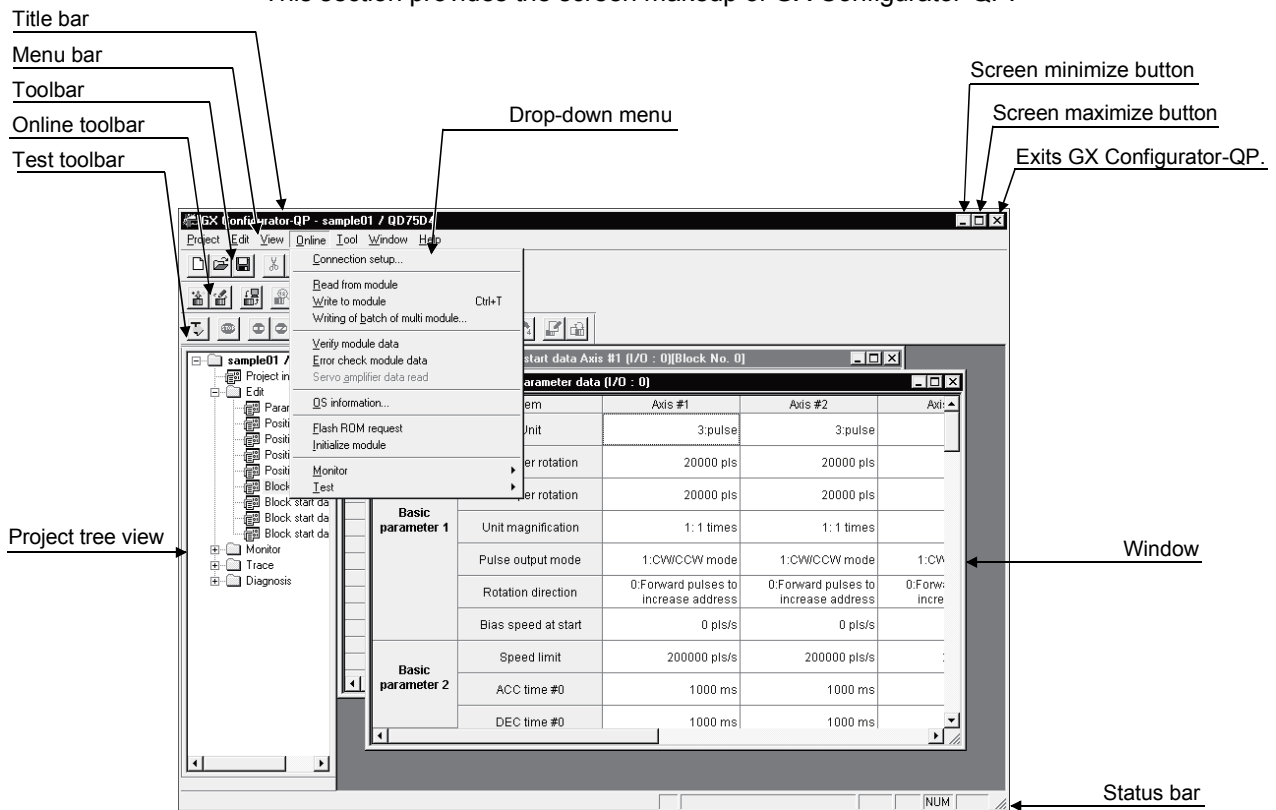 Title bar
Menu bar
Toolbar
Online toolbar
Test toolbar
Drop-down menu
Screen minimize button
Screen maximize button
Exits GX Configurator-QP.
GX Configurator-QP - sample01 / QD75D4
Project Edit View Online Tool Window Help
Connection setup...
Read from module
Write to module Ctrl+T
Writing of batch of multi module...
Verify module data
Error check module data
Servo amplifier data read
OS information...
Flash ROM request
Initialize module
Monitor
Test
STOP
sample01 /
Project in
Edit
Param
Positi
Positi
Positi
Positi
Block
Block start da
Block start da
Block start da
Monitor
Trace
Diagnosis
start data Axis #1 (I/O : 0)[Block No. 0]
arameter data (I/O : 0)
em Axis #1 Axis #2 Axi
Unit 3:pulse 3:pulse
er rotation 20000 pls 20000 pls
er rotation 20000 pls 20000 pls
Basic parameter 1
Unit magnification 1: 1 times 1: 1 times
Pulse output mode 1:CW/CCW mode 1:CW/CCW mode 1:CW
Rotation direction 0:Forward pulses to increase address 0:Forward pulses to increase address 0:Forw incre
Bias speed at start 0 pls/s 0 pls/s
Basic parameter 2
Speed limit 200000 pls/s 200000 pls/s
ACC time #0 1000 ms 1000 ms
DEC time #0 1000 ms 1000 ms
NUM
Project tree view
Window
Status bar